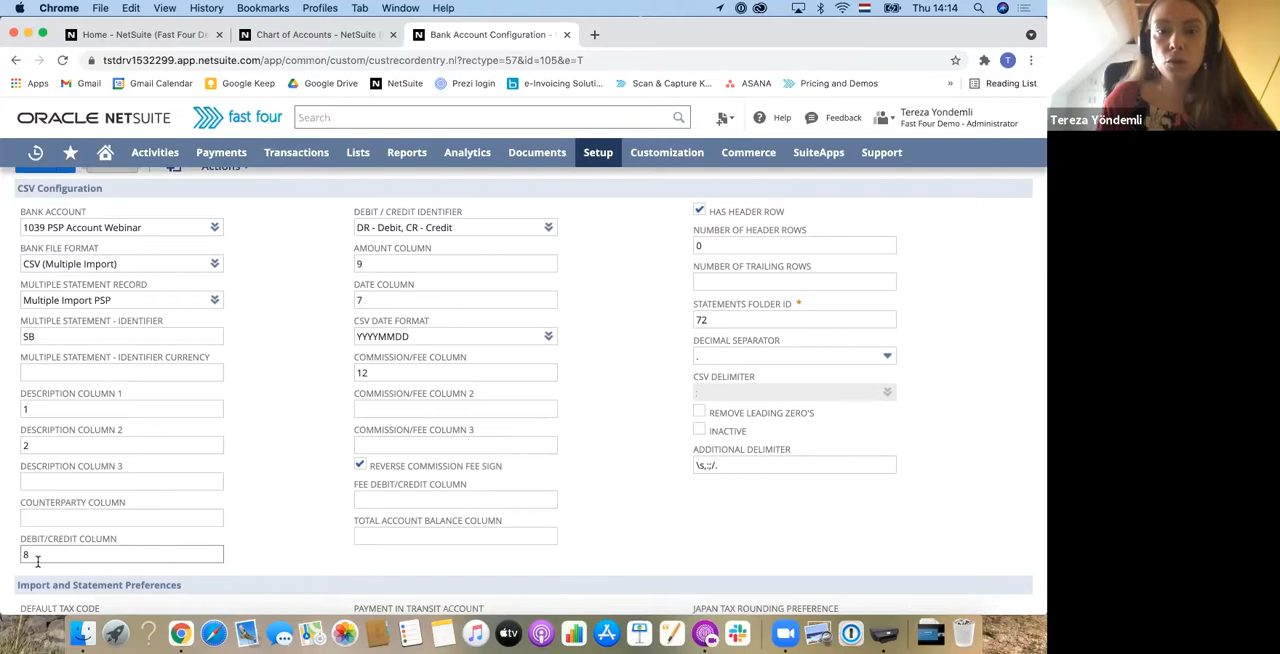 Chrome File Edit View History Bookmarks Profiles Tab Window Help Thu 14:14
Home - NetSuite (Fast Four De Chart of Accounts - NetSuite ( Bank Account Configuration -
tstdrv1532299.app.netsuite.com/app/common/custom/custrecordentry.nl?rectype=57&id=105&e=T
Apps Gmail Gmail Calendar Google Keep Google Drive NetSuite Prezi login e-Invoicing Soluti... Scan & Capture K... ASANA Pricing and Demos » Reading List
ORACLE NETSUITE fast four Search Help Feedback Tereza Yöndemli
Fast Four Demo - Administrator
Activities Payments Transactions Lists Reports Analytics Documents Setup Customization Commerce SuiteApps Support
Actions
CSV Configuration
BANK ACCOUNT
1039 PSP Account Webinar
BANK FILE FORMAT
CSV (Multiple Import)
MULTIPLE STATEMENT RECORD
Multiple Import PSP
MULTIPLE STATEMENT - IDENTIFIER
SB
MULTIPLE STATEMENT - IDENTIFIER CURRENCY
DESCRIPTION COLUMN 1
1
DESCRIPTION COLUMN 2
2
DESCRIPTION COLUMN 3
COUNTERPARTY COLUMN
DEBIT/CREDIT COLUMN
8
DEBIT / CREDIT IDENTIFIER
DR - Debit, CR - Credit
AMOUNT COLUMN
9
DATE COLUMN
7
CSV DATE FORMAT
YYYYMMDD
COMMISSION/FEE COLUMN
12
COMMISSION/FEE COLUMN 2
COMMISSION/FEE COLUMN 3
REVERSE COMMISSION FEE SIGN
FEE DEBIT/CREDIT COLUMN
TOTAL ACCOUNT BALANCE COLUMN
HAS HEADER ROW
NUMBER OF HEADER ROWS
0
NUMBER OF TRAILING ROWS
STATEMENTS FOLDER ID *
72
DECIMAL SEPARATOR
.
CSV DELIMITER
;
REMOVE LEADING ZERO'S
INACTIVE
ADDITIONAL DELIMITER
\s,:;/.
Import and Statement Preferences
DEFAULT TAX CODE PAYMENT IN TRANSIT ACCOUNT JAPAN TAX ROUNDING PREFERENCE
tv
Tereza Yöndemli